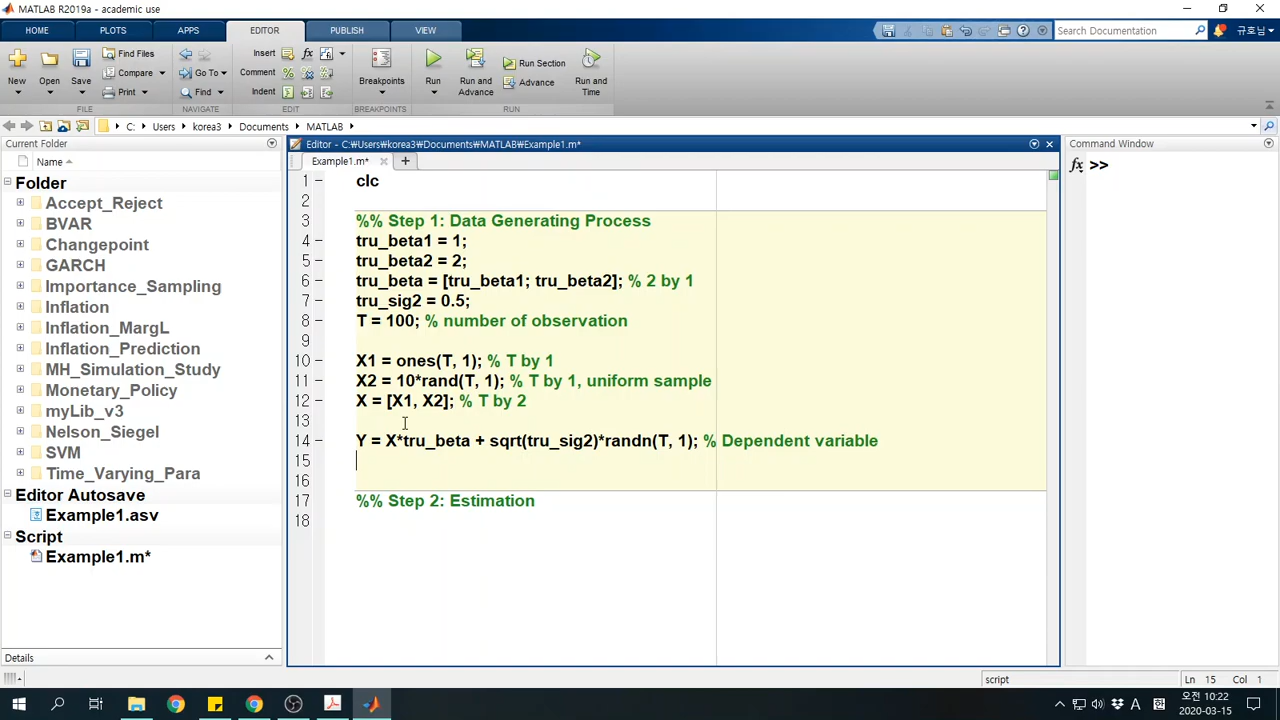 MATLAB R2019a - academic use
HOME PLOTS APPS EDITOR PUBLISH VIEW
Search Documentation
규호님
New Open Save
Find Files
Compare
Print
Go To
Find
Insert
Comment
Indent
Breakpoints
Run
Run and Advance
Run Section
Advance
Run and Time
FILE NAVIGATE EDIT BREAKPOINTS RUN
C: Users korea3 Documents MATLAB
Current Folder
Name
Folder
Accept_Reject
BVAR
Changepoint
GARCH
Importance_Sampling
Inflation
Inflation_MargL
Inflation_Prediction
MH_Simulation_Study
Monetary_Policy
myLib_v3
Nelson_Siegel
SVM
Time_Varying_Para
Editor Autosave
Example1.asv
Script
Example1.m*
Details
Editor - C:₩Users₩korea3₩Documents₩MATLAB₩Example1.m*
Example1.m*
1 clc
2
3 %% Step 1: Data Generating Process
4 tru_beta1 = 1;
5 tru_beta2 = 2;
6 tru_beta = [tru_beta1; tru_beta2]; % 2 by 1
7 tru_sig2 = 0.5;
8 T = 100; % number of observation
9
10 X1 = ones(T, 1); % T by 1
11 X2 = 10*rand(T, 1); % T by 1, uniform sample
12 X = [X1, X2]; % T by 2
13
14 Y = X*tru_beta + sqrt(tru_sig2)*randn(T, 1); % Dependent variable
15
16
17 %% Step 2: Estimation
18
Command Window
fx >>
script Ln 15 Col 1
A 한 오전 10:22
2020-03-15